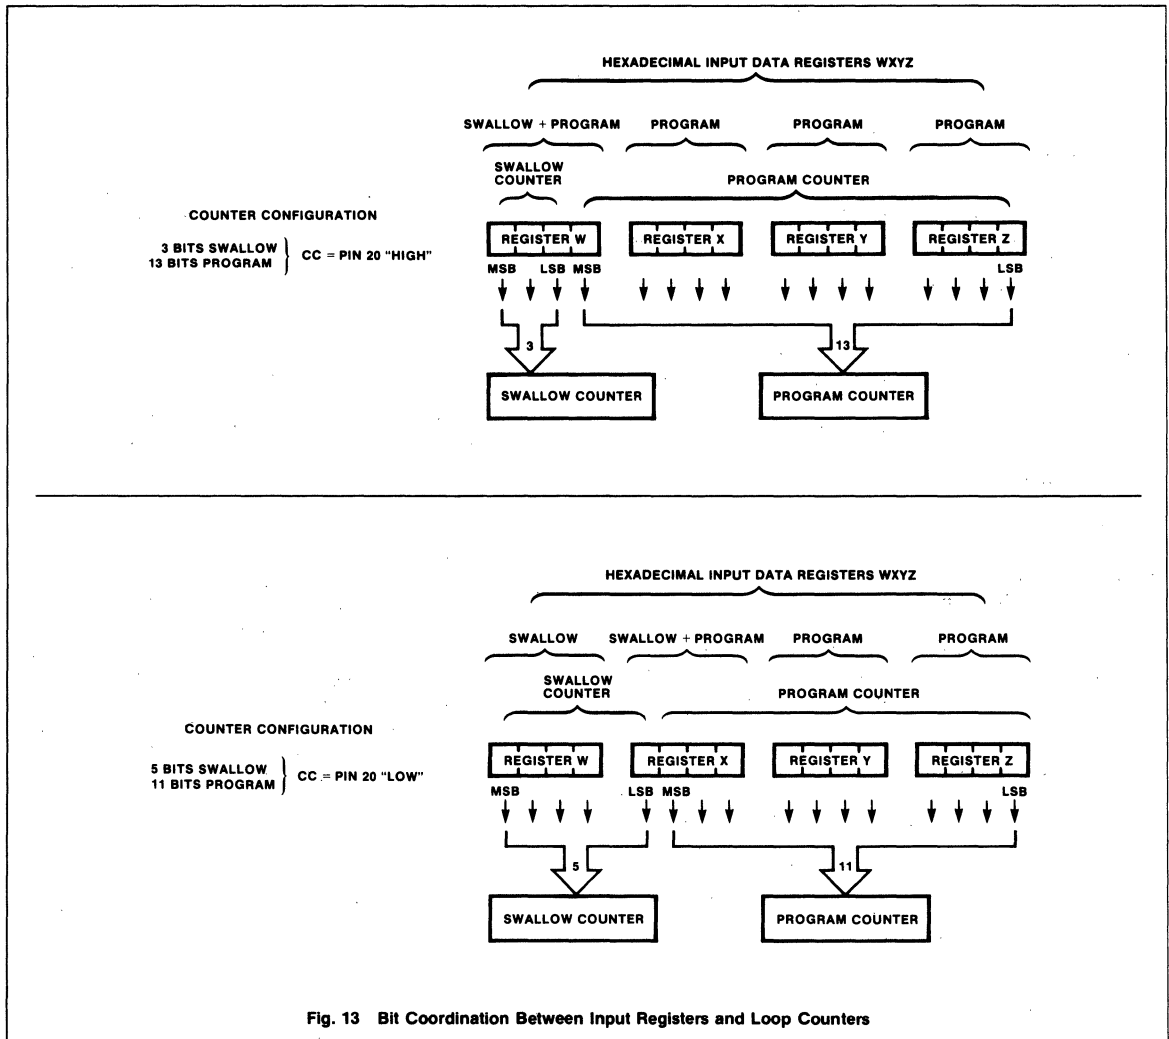 HEXADECIMAL INPUT DATA REGISTERS WXYZ
SWALLOW + PROGRAM PROGRAM PROGRAM PROGRAM
SWALLOW
COUNTER
PROGRAM COUNTER
COUNTER CONFIGURATION
3 BITS SWALLOW
13 BITS PROGRAM
CC = PIN 20 "HIGH"
REGISTER W REGISTER X REGISTER Y REGISTER Z
MSB LSB MSB LSB
3 13
SWALLOW COUNTER PROGRAM COUNTER
HEXADECIMAL INPUT DATA REGISTERS WXYZ
SWALLOW SWALLOW + PROGRAM PROGRAM PROGRAM
SWALLOW
COUNTER
PROGRAM COUNTER
COUNTER CONFIGURATION
5 BITS SWALLOW
11 BITS PROGRAM
CC = PIN 20 "LOW"
REGISTER W REGISTER X REGISTER Y REGISTER Z
MSB LSB MSB LSB
5 11
SWALLOW COUNTER PROGRAM COUNTER
Fig. 13 Bit Coordination Between Input Registers and Loop Counters